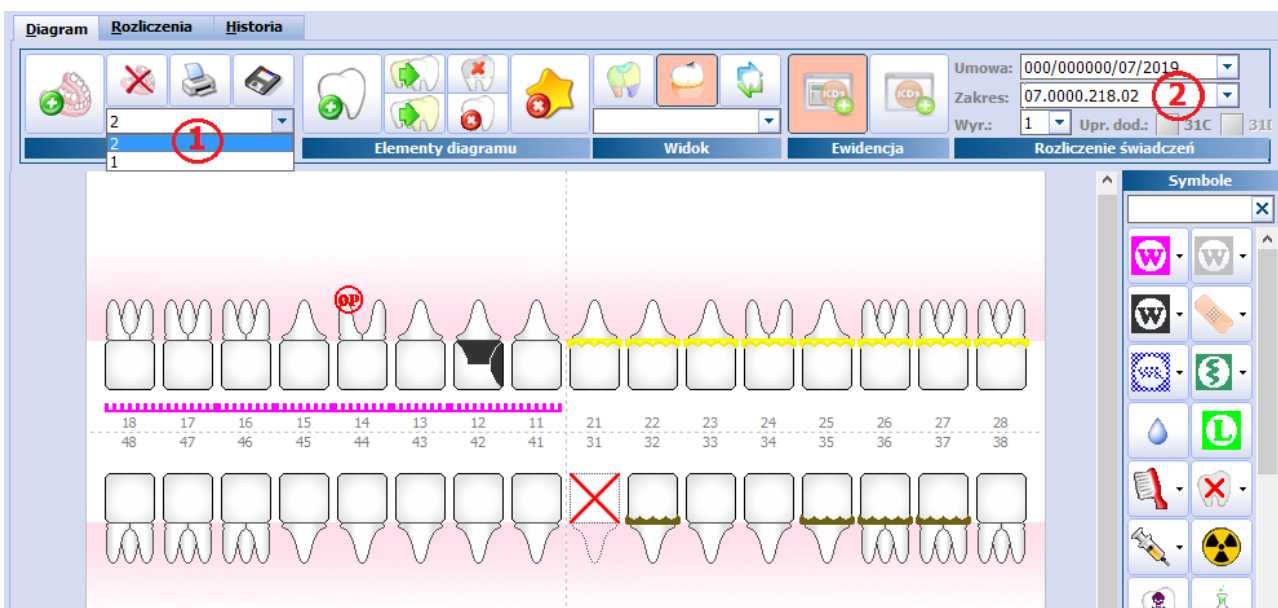 Diagram Rozliczenia Historia
Umowa: 000/000000/07/2019
Zakres: 07.0000.218.02
2
2
Wyr.: 1 Upr. dod.: 31C
2
1
1
Elementy diagramu Widok Ewidencja Rozliczenie świadczeń
ICD9 ICD9
Symbole
W W
W
OP
L
18 17 16 15 14 13 12 11 21 22 23 24 25 26 27 28
48 47 46 45 44 43 42 41 31 32 33 34 35 36 37 38